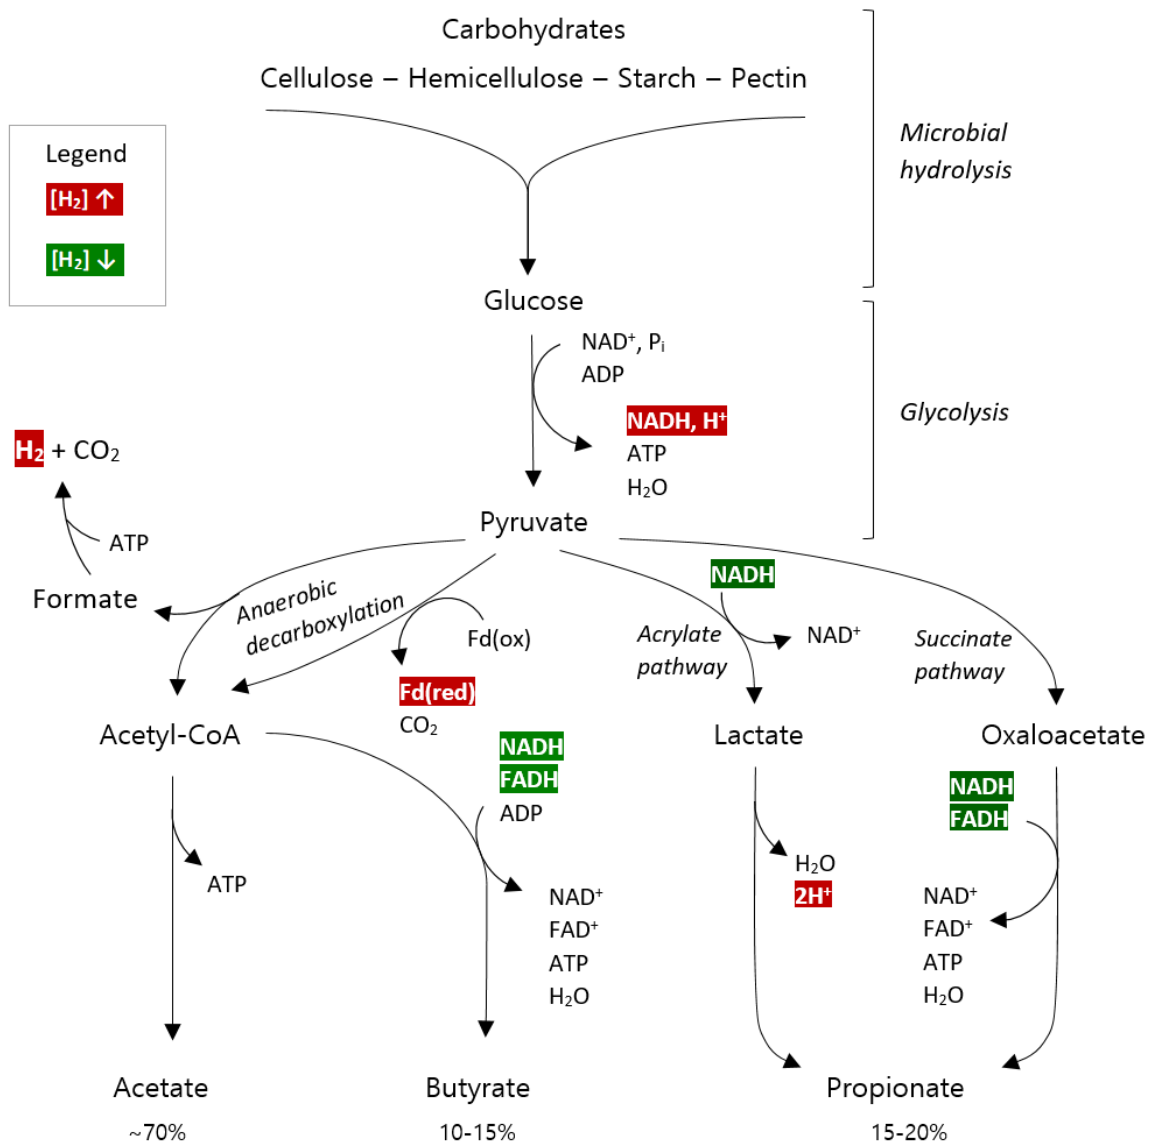 Carbohydrates
Cellulose – Hemicellulose – Starch – Pectin
Microbial
hydrolysis
Legend
[H₂] ↑
[H₂] ↓
Glucose
NAD⁺, Pᵢ
ADP
NADH, H⁺
ATP
H₂O
Glycolysis
H₂ + CO₂
ATP
Formate
Pyruvate
Anaerobic
decarboxylation
Fd(ox)
Fd(red)
CO₂
NADH
NAD⁺
Acrylate
pathway
Succinate
pathway
Acetyl-CoA
Lactate
Oxaloacetate
NADH
FADH
ADP
ATP
NAD⁺
FAD⁺
ATP
H₂O
H₂O
2H⁺
NADH
FADH
NAD⁺
FAD⁺
ATP
H₂O
Acetate
Butyrate
Propionate
~70%
10-15%
15-20%